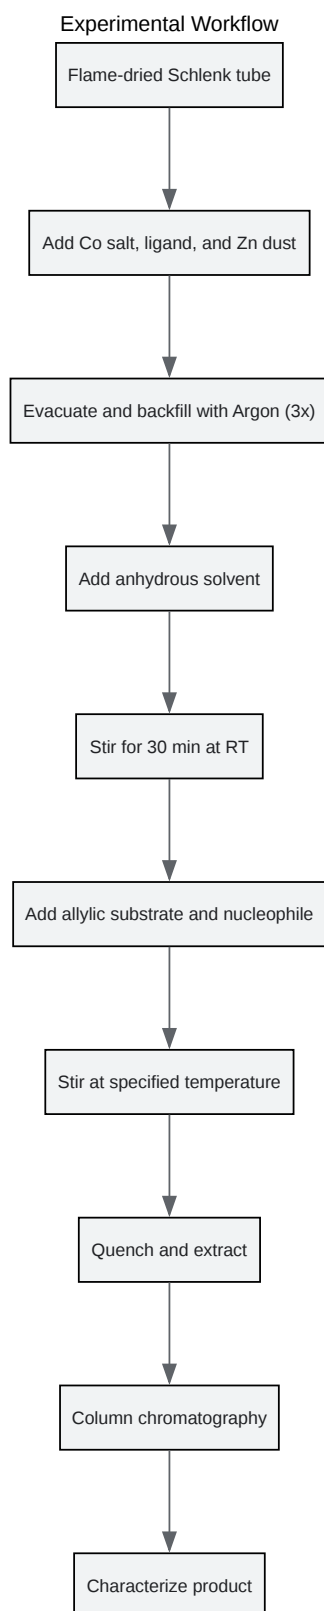 Experimental Workflow
Flame-dried Schlenk tube
Add Co salt, ligand, and Zn dust
Evacuate and backfill with Argon (3x)
Add anhydrous solvent
Stir for 30 min at RT
Add allylic substrate and nucleophile
Stir at specified temperature
Quench and extract
Column chromatography
Characterize product